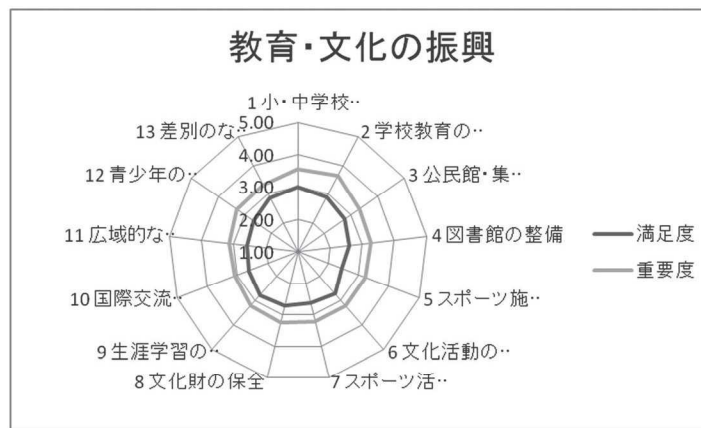 教育・文化の振興
1 小・中学校‥
2 学校教育の‥
3 公民館・集‥
4 図書館の整備
5 スポーツ施‥
6 文化活動の‥
7 スポーツ活‥
8 文化財の保全
9 生涯学習の‥
10 国際交流‥
11 広域的な‥
12 青少年の‥
13 差別のな‥
5.00
4.00
3.00
2.00
1.00
満足度
重要度